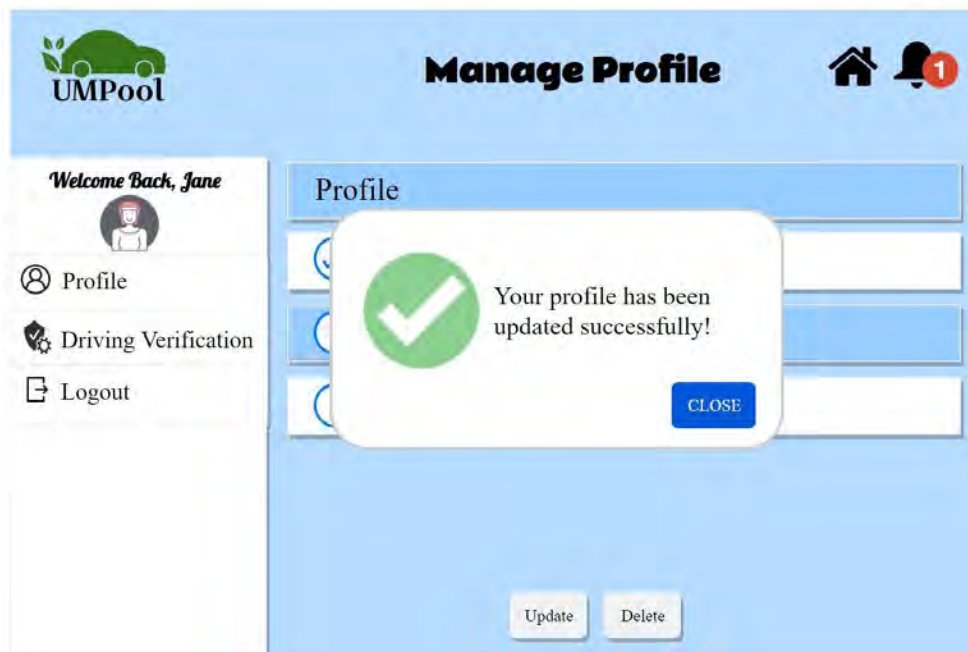 UMPool
Manage Profile
1
Welcome Back, Jane
Profile
Driving Verification
Logout
Profile
Your profile has been
updated successfully!
CLOSE
Update
Delete